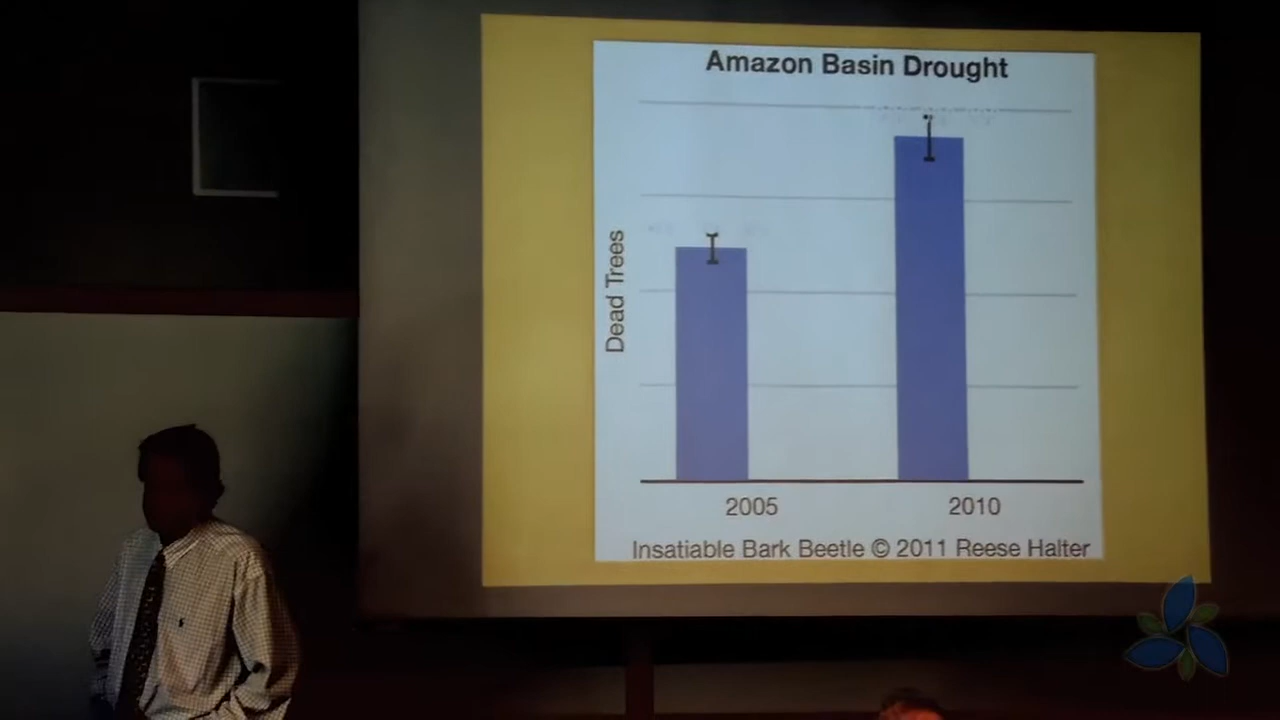 Amazon Basin Drought
Dead Trees
2005 2010
Insatiable Bark Beetle © 2011 Reese Halter